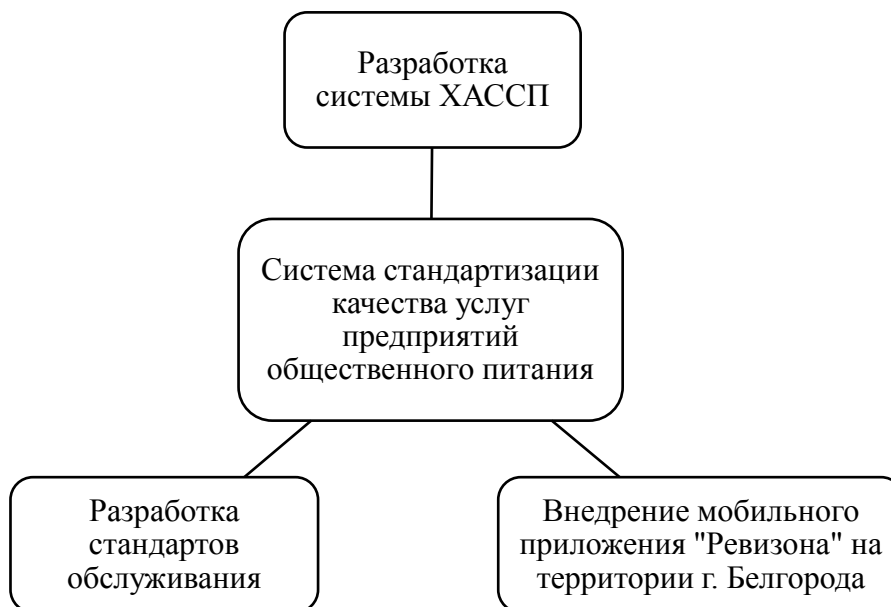 Разработка
системы ХАССП
Система стандартизации
качества услуг
предприятий
общественного питания
Разработка
стандартов
обслуживания
Внедрение мобильного
приложения "Ревизона" на
территории г. Белгорода